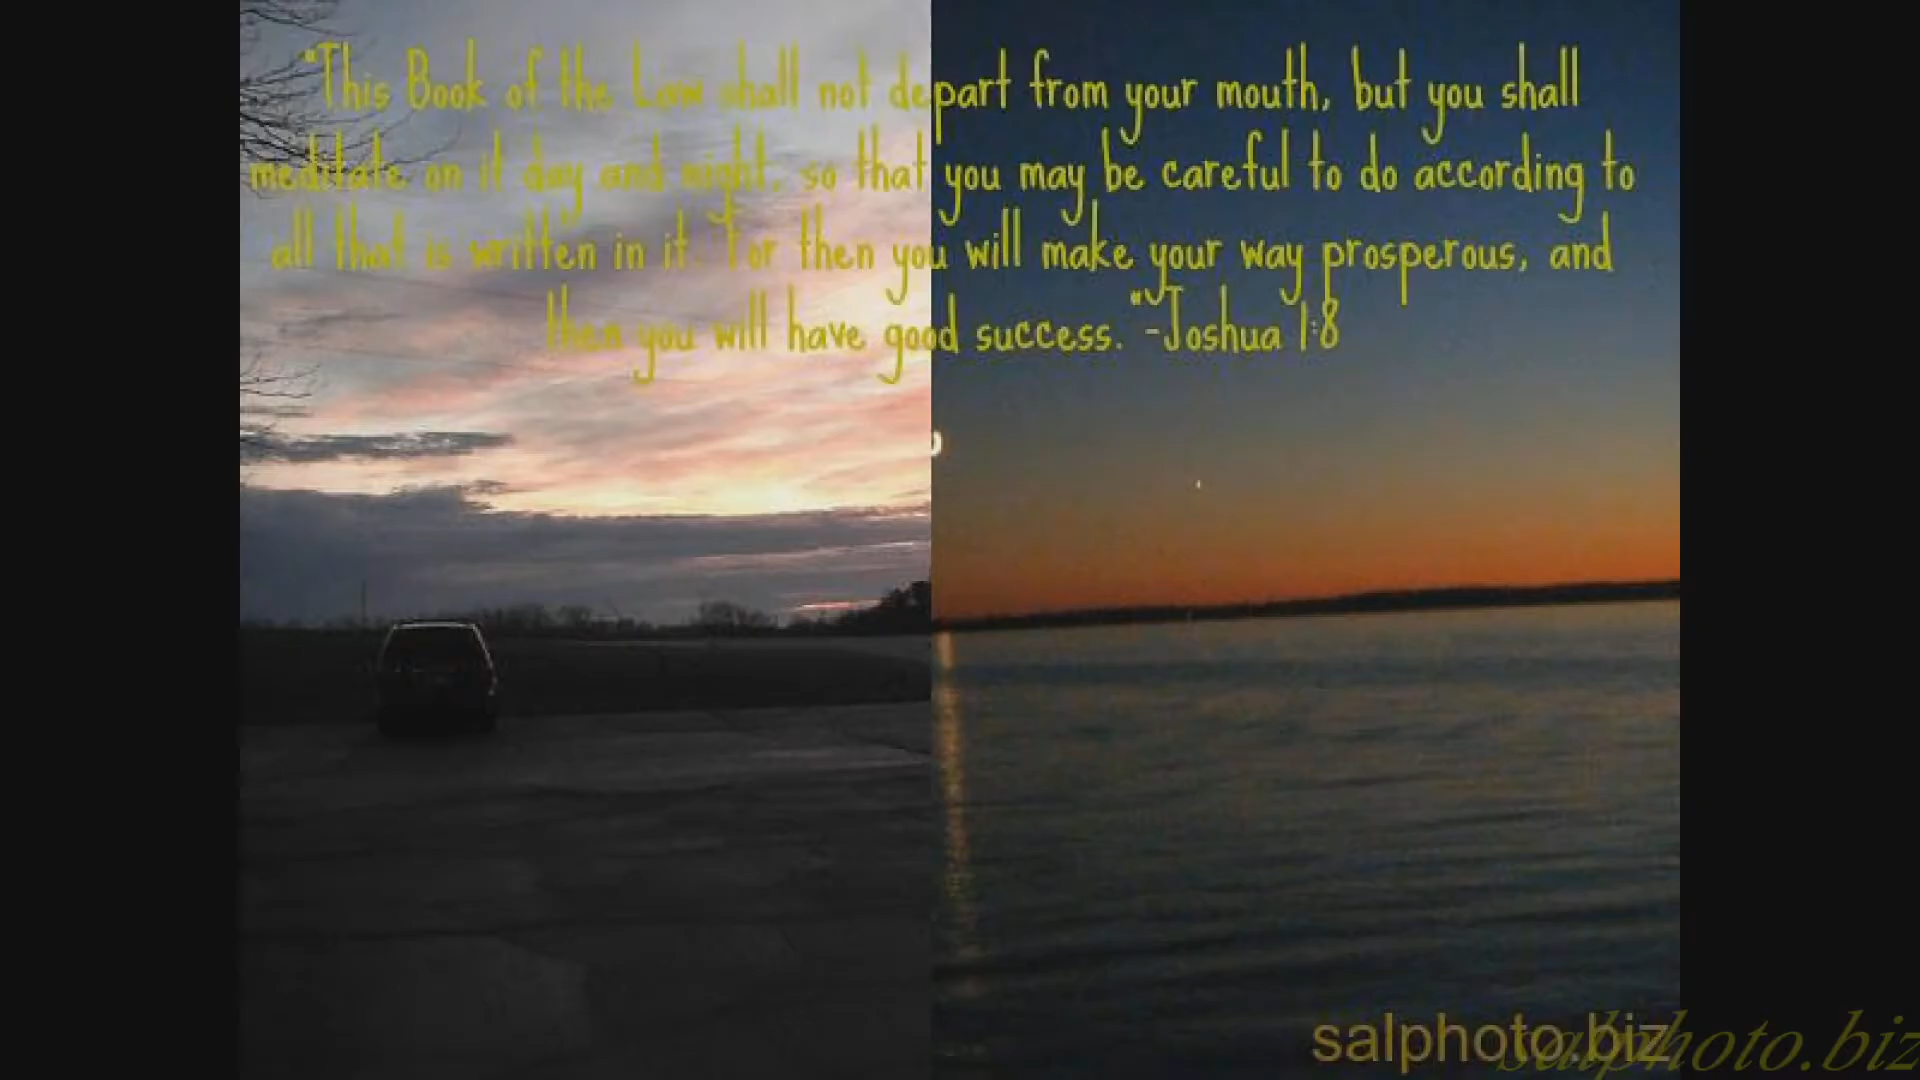 "This Book of the Law shall not depart from your mouth, but you shall
meditate on it day and night, so that you may be careful to do according to
all that is written in it. For then you will make your way prosperous, and
then you will have good success." -Joshua 1:8
salphoto.biz
salphoto.biz